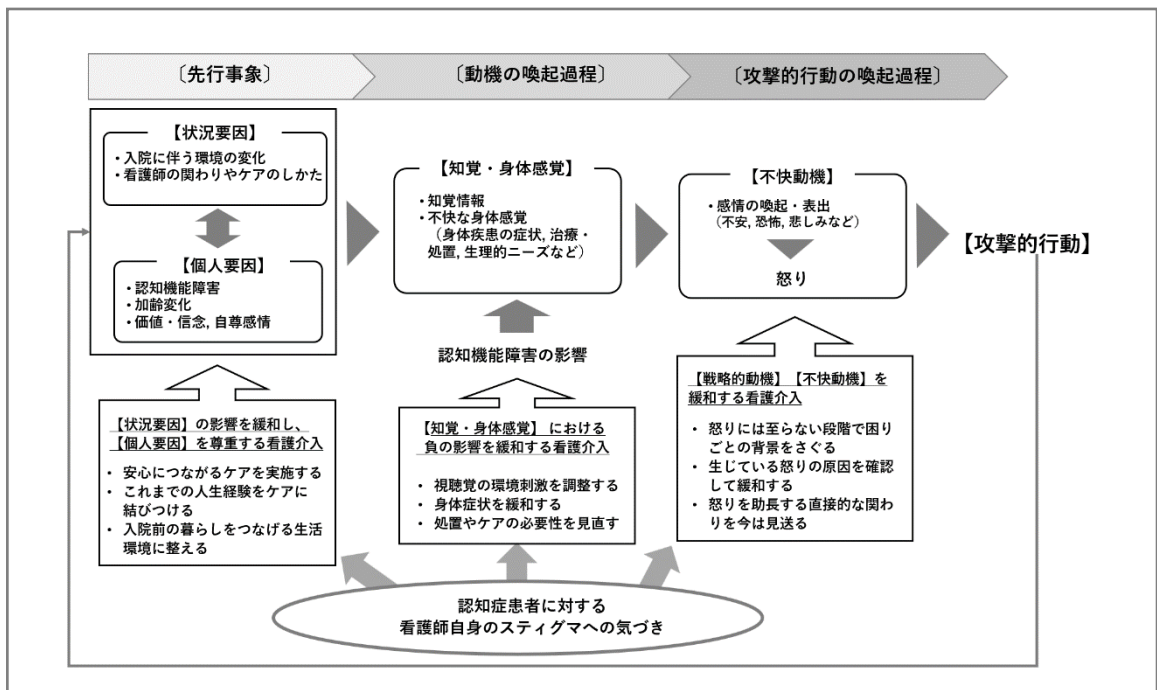 〔先行事象〕
〔動機の喚起過程〕
〔攻撃的行動の喚起過程〕
【状況要因】
・入院に伴う環境の変化
・看護師の関わりやケアのしかた
【個人要因】
・認知機能障害
・加齢変化
・価値・信念, 自尊感情
【知覚・身体感覚】
・知覚情報
・不快な身体感覚
（身体疾患の症状, 治療・
処置, 生理的ニーズなど）
【不快動機】
・感情の喚起・表出
（不安, 恐怖, 悲しみなど）
怒り
【攻撃的行動】
認知機能障害の影響
【状況要因】の影響を緩和し、
【個人要因】を尊重する看護介入
・ 安心につながるケアを実施する
・ これまでの人生経験をケアに
結びつける
・ 入院前の暮らしをつなげる生活
環境に整える
【知覚・身体感覚】における
負の影響を緩和する看護介入
・ 視聴覚の環境刺激を調整する
・ 身体症状を緩和する
・ 処置やケアの必要性を見直す
【戦略的動機】【不快動機】を
緩和する看護介入
・ 怒りには至らない段階で困り
ごとの背景をさぐる
・ 生じている怒りの原因を確認
して緩和する
・ 怒りを助長する直接的な関わ
りを今は見送る
認知症患者に対する
看護師自身のスティグマへの気づき